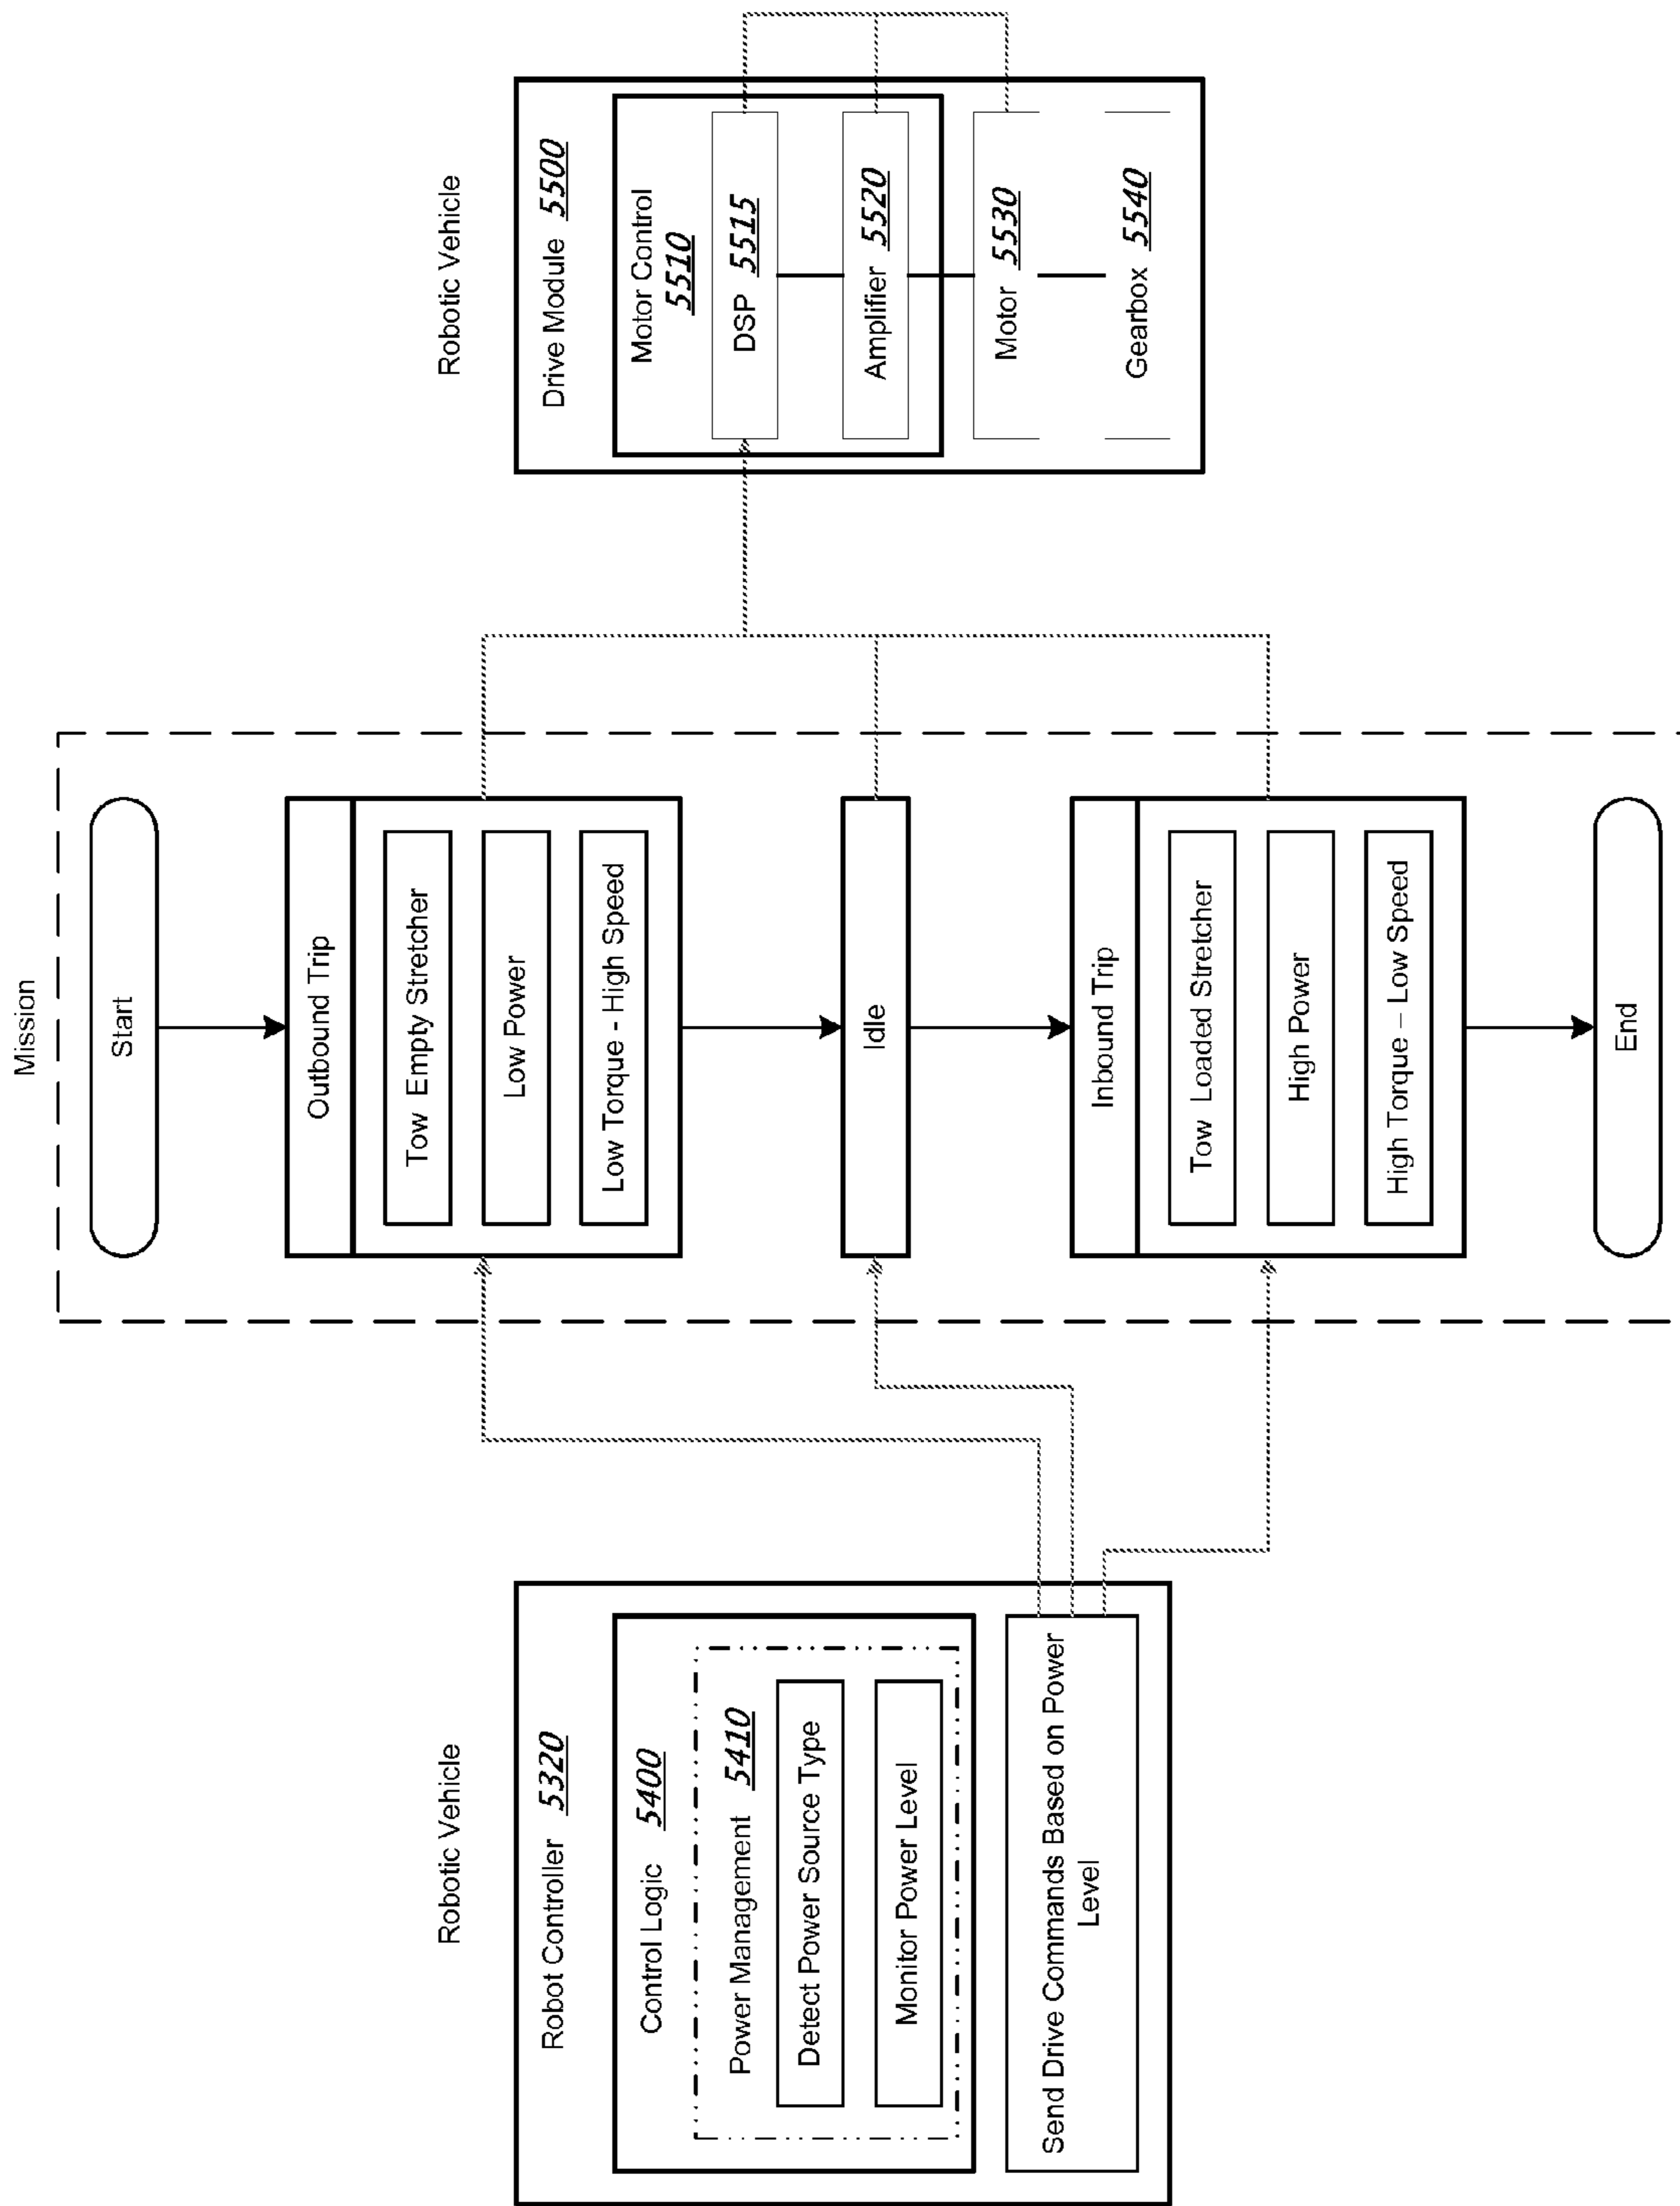 Robotic Vehicle
Robot Controller 5320
Control Logic 5400
Power Management 5410
Detect Power Source Type
Monitor Power Level
Send Drive Commands Based on Power
Level
Mission
Start
Outbound Trip
Tow Empty Stretcher
Low Power
Low Torque - High Speed
Idle
Inbound Trip
Tow Loaded Stretcher
High Power
High Torque – Low Speed
End
Robotic Vehicle
Drive Module 5500
Motor Control
5510
DSP 5515
Amplifier 5520
Motor 5530
Gearbox 5540